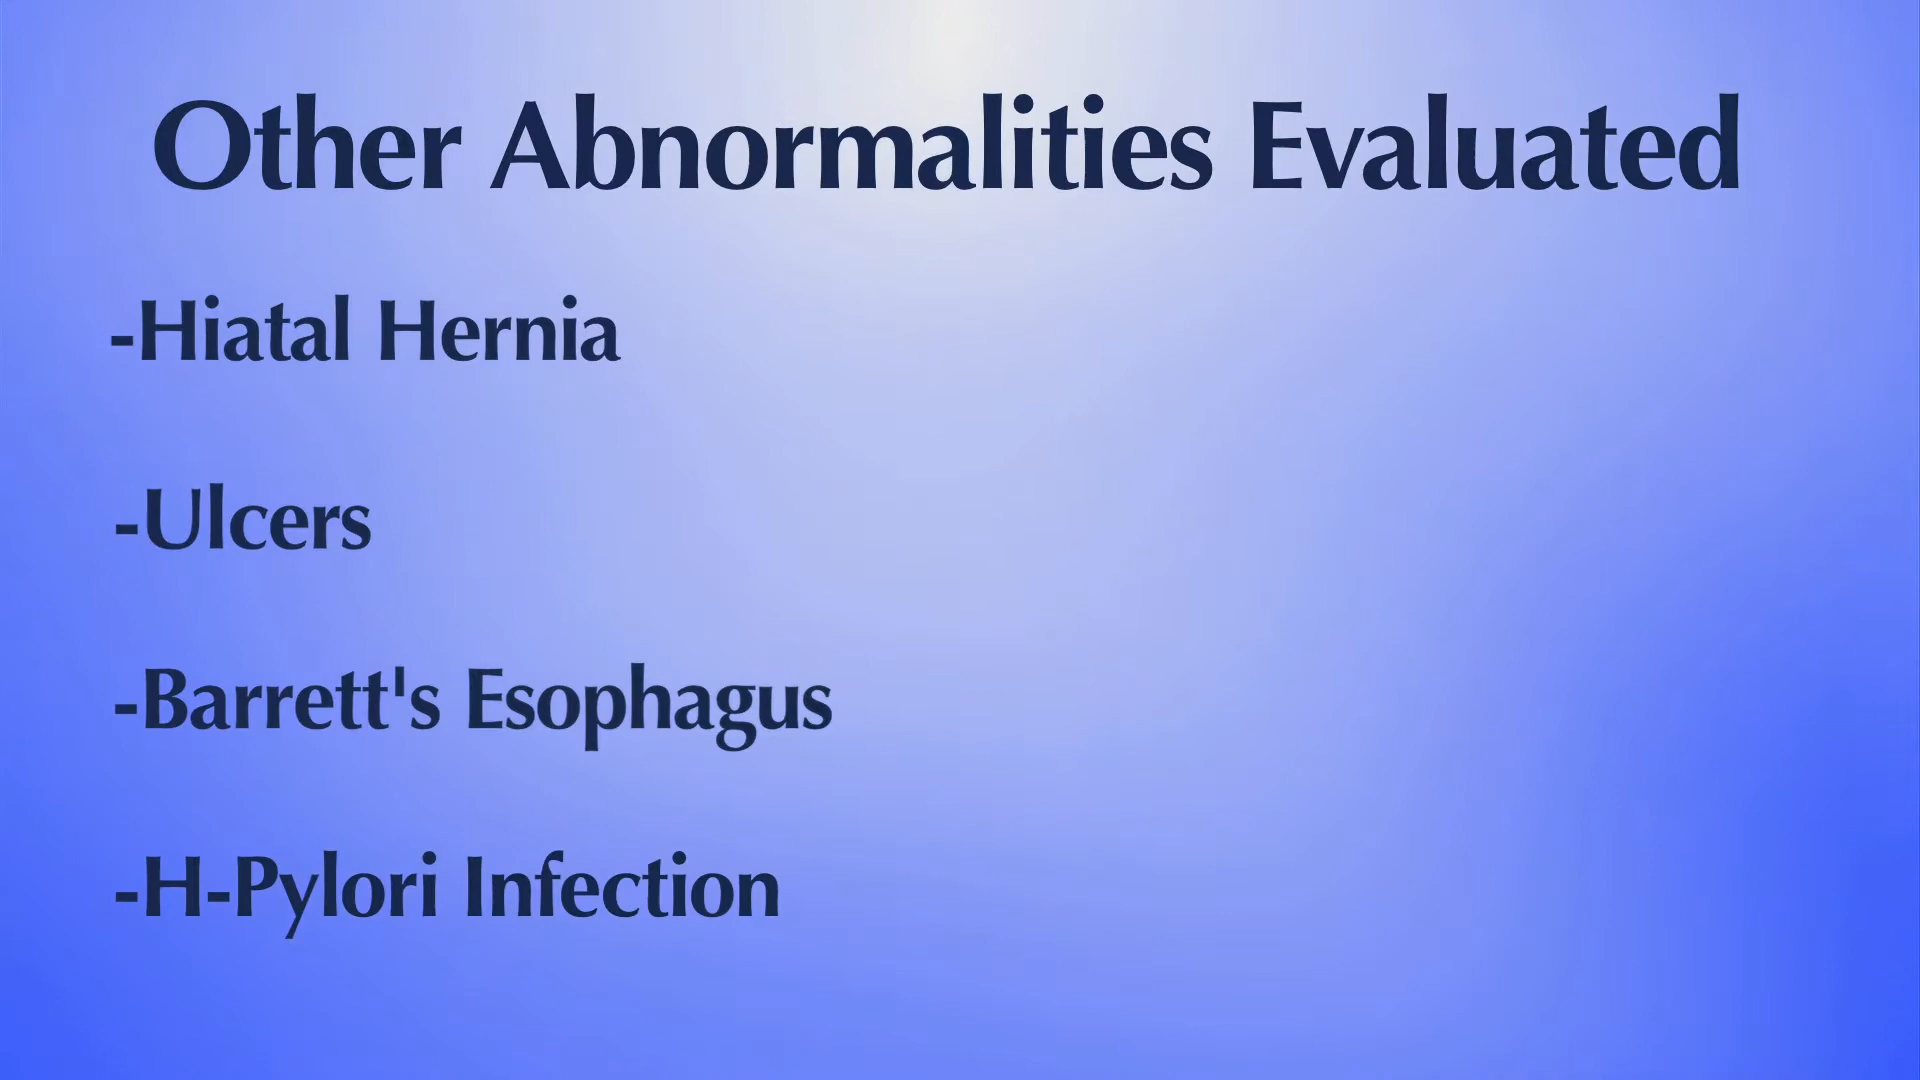 Other Abnormalities Evaluated
-Hiatal Hernia
-Ulcers
-Barrett's Esophagus
-H-Pylori Infection